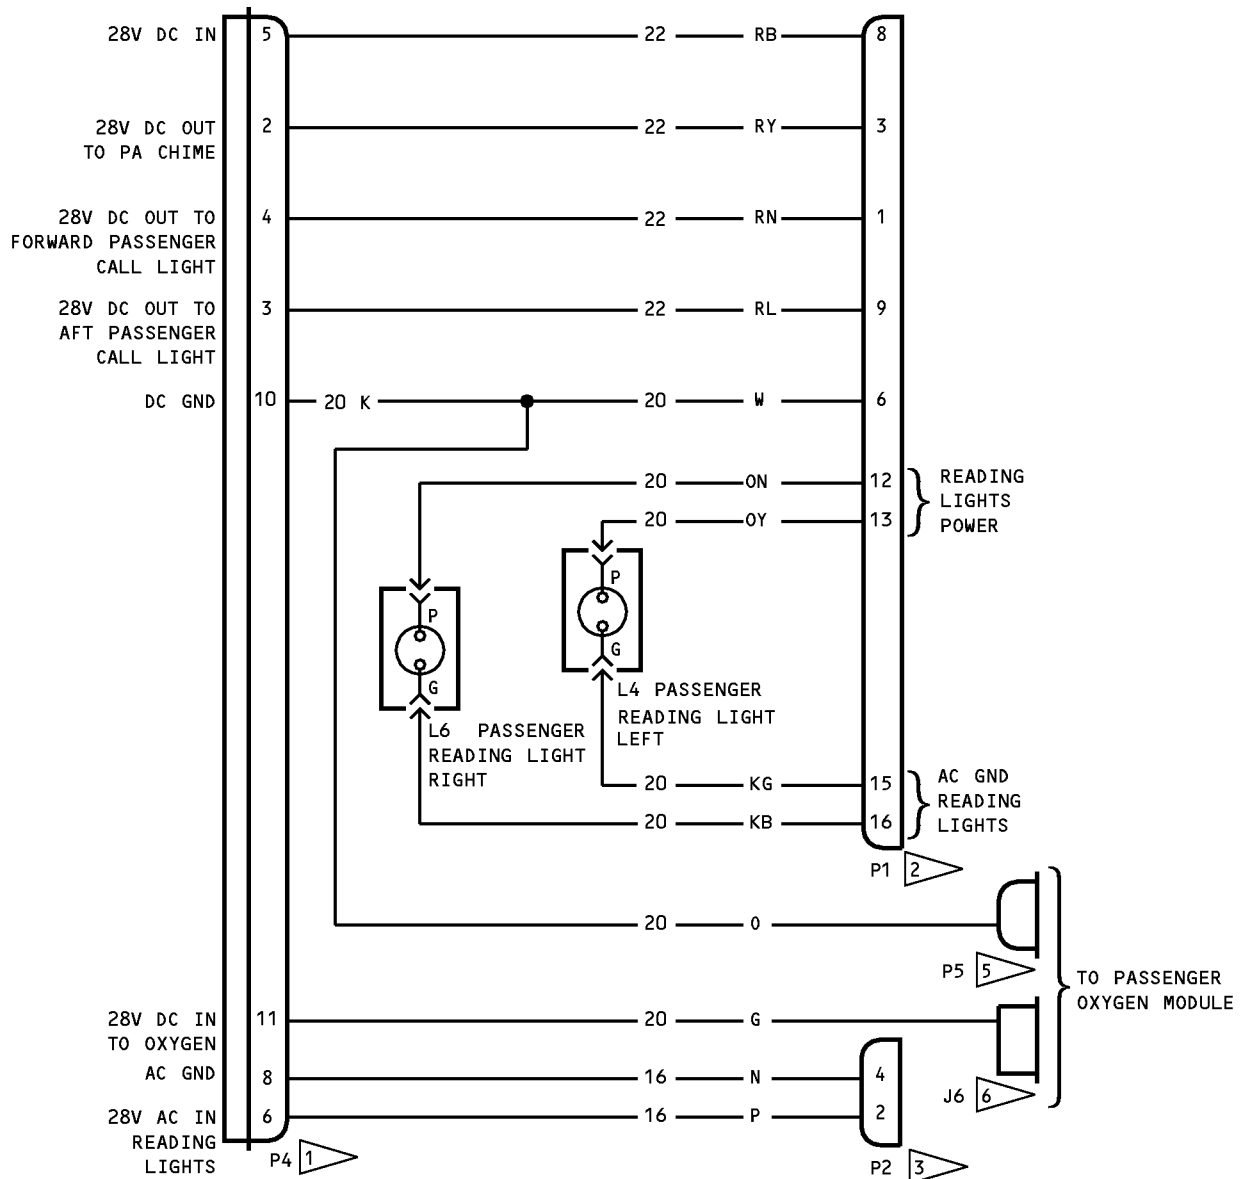 28V DC IN 5 22 RB 8
28V DC OUT 2 22 RY 3
TO PA CHIME
28V DC OUT TO 4 22 RN 1
FORWARD PASSENGER
CALL LIGHT
28V DC OUT TO 3 22 RL 9
AFT PASSENGER
CALL LIGHT
DC GND 10 20 K 20 W 6
20 ON 12 READING
LIGHTS
20 OY 13 POWER
P
P
G
G
L4 PASSENGER
READING LIGHT
LEFT
L6 PASSENGER
READING LIGHT
RIGHT
20 KG 15 AC GND
READING
20 KB 16 LIGHTS
P1 2
20 O
P5 5
TO PASSENGER
OXYGEN MODULE
28V DC IN 11 20 G
TO OXYGEN
AC GND 8 16 N 4
J6 6
28V AC IN 6 16 P 2
READING
LIGHTS
P4 1
P2 3